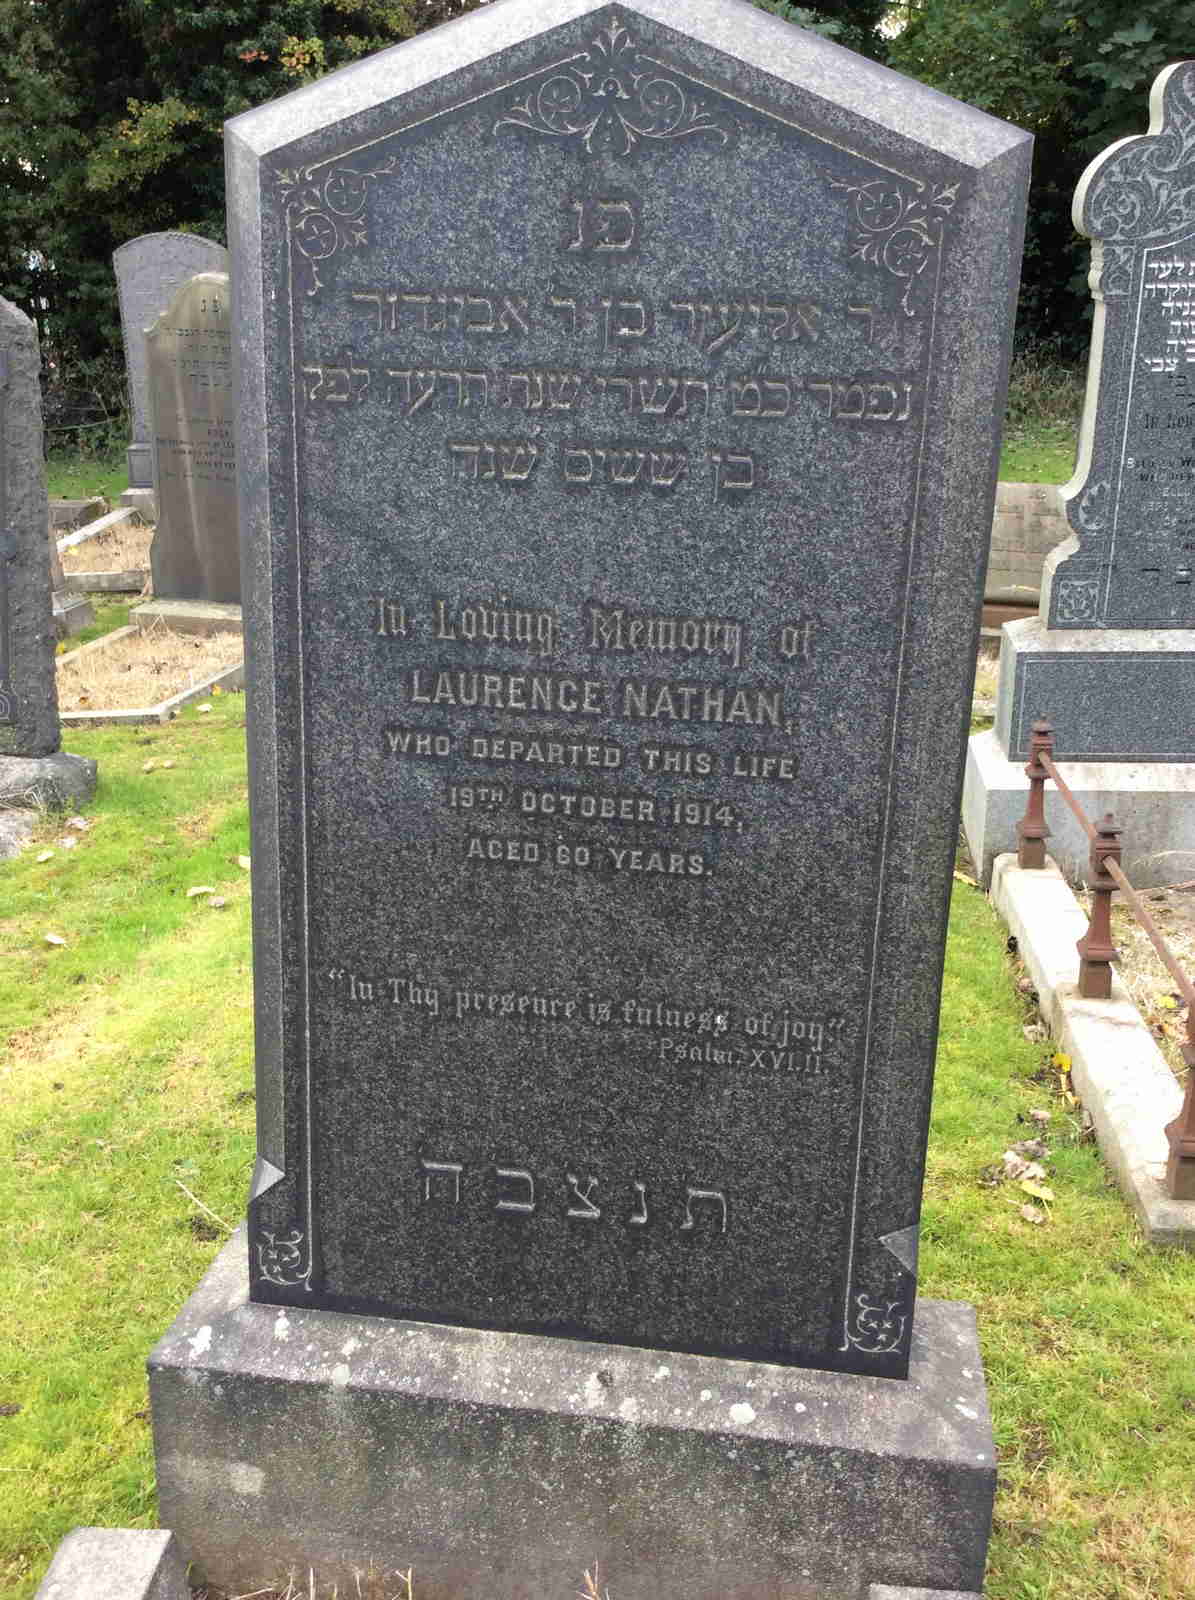 פנ
ר אליעזר בן ר' אביגדור
נפטר כ"ט תשרי שנת תרעה לפק
בן ששים שנה
In Loving Memory of
LAURENCE NATHAN,
WHO DEPARTED THIS LIFE
19TH OCTOBER 1914,
AGED 60 YEARS.
"In Thy presence is fulness of joy."
Psalm. XVI.11.
תנצבה